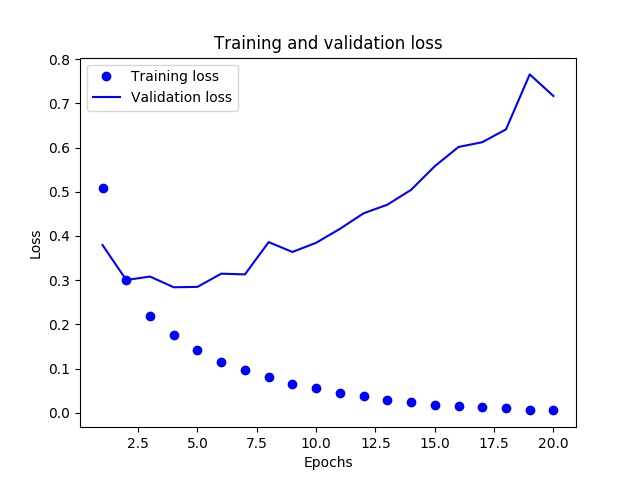 Training and validation loss
0.8
0.7
0.6
0.5
0.4
0.3
0.2
0.1
0.0
Loss
Training loss
Validation loss
2.5 5.0 7.5 10.0 12.5 15.0 17.5 20.0
Epochs